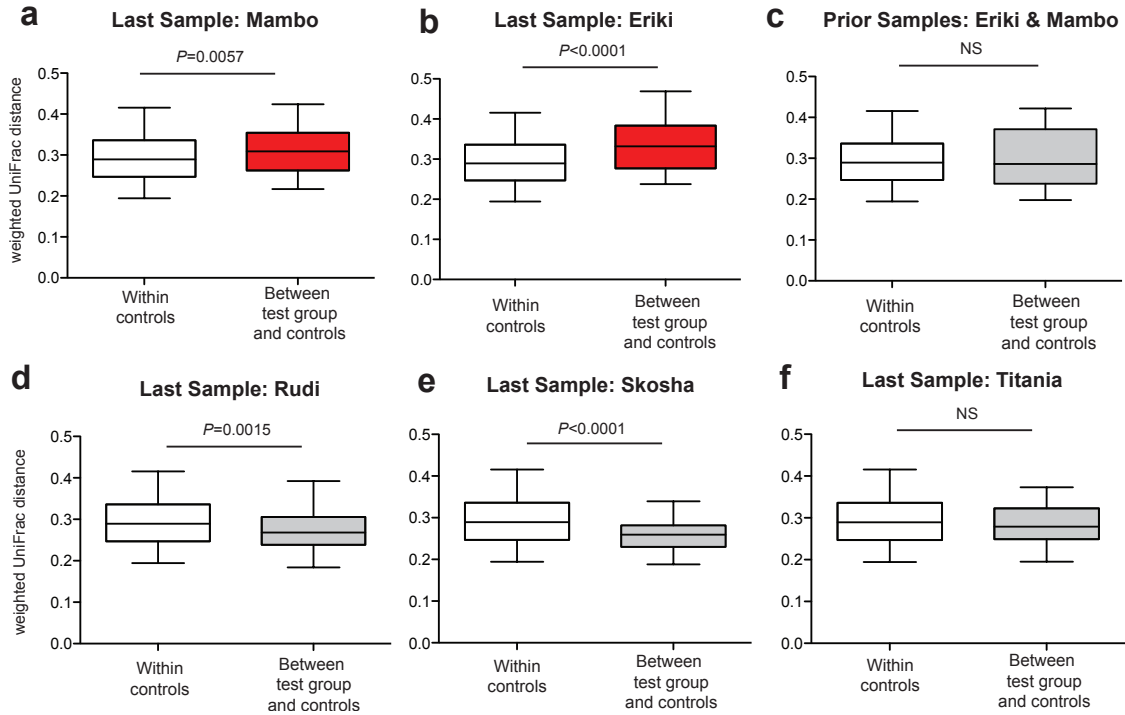 a
Last Sample: Mambo
P=0.0057
weighted UniFrac distance
0.5
0.4
0.3
0.2
0.1
0.0
Within
controls
Between
test group
and controls
b
Last Sample: Eriki
P<0.0001
0.5
0.4
0.3
0.2
0.1
0.0
Within
controls
Between
test group
and controls
c
Prior Samples: Eriki & Mambo
NS
0.5
0.4
0.3
0.2
0.1
0.0
Within
controls
Between
test group
and controls
d
Last Sample: Rudi
P=0.0015
weighted UniFrac distance
0.5
0.4
0.3
0.2
0.1
0.0
Within
controls
Between
test group
and controls
e
Last Sample: Skosha
P<0.0001
0.5
0.4
0.3
0.2
0.1
0.0
Within
controls
Between
test group
and controls
f
Last Sample: Titania
NS
0.5
0.4
0.3
0.2
0.1
0.0
Within
controls
Between
test group
and controls